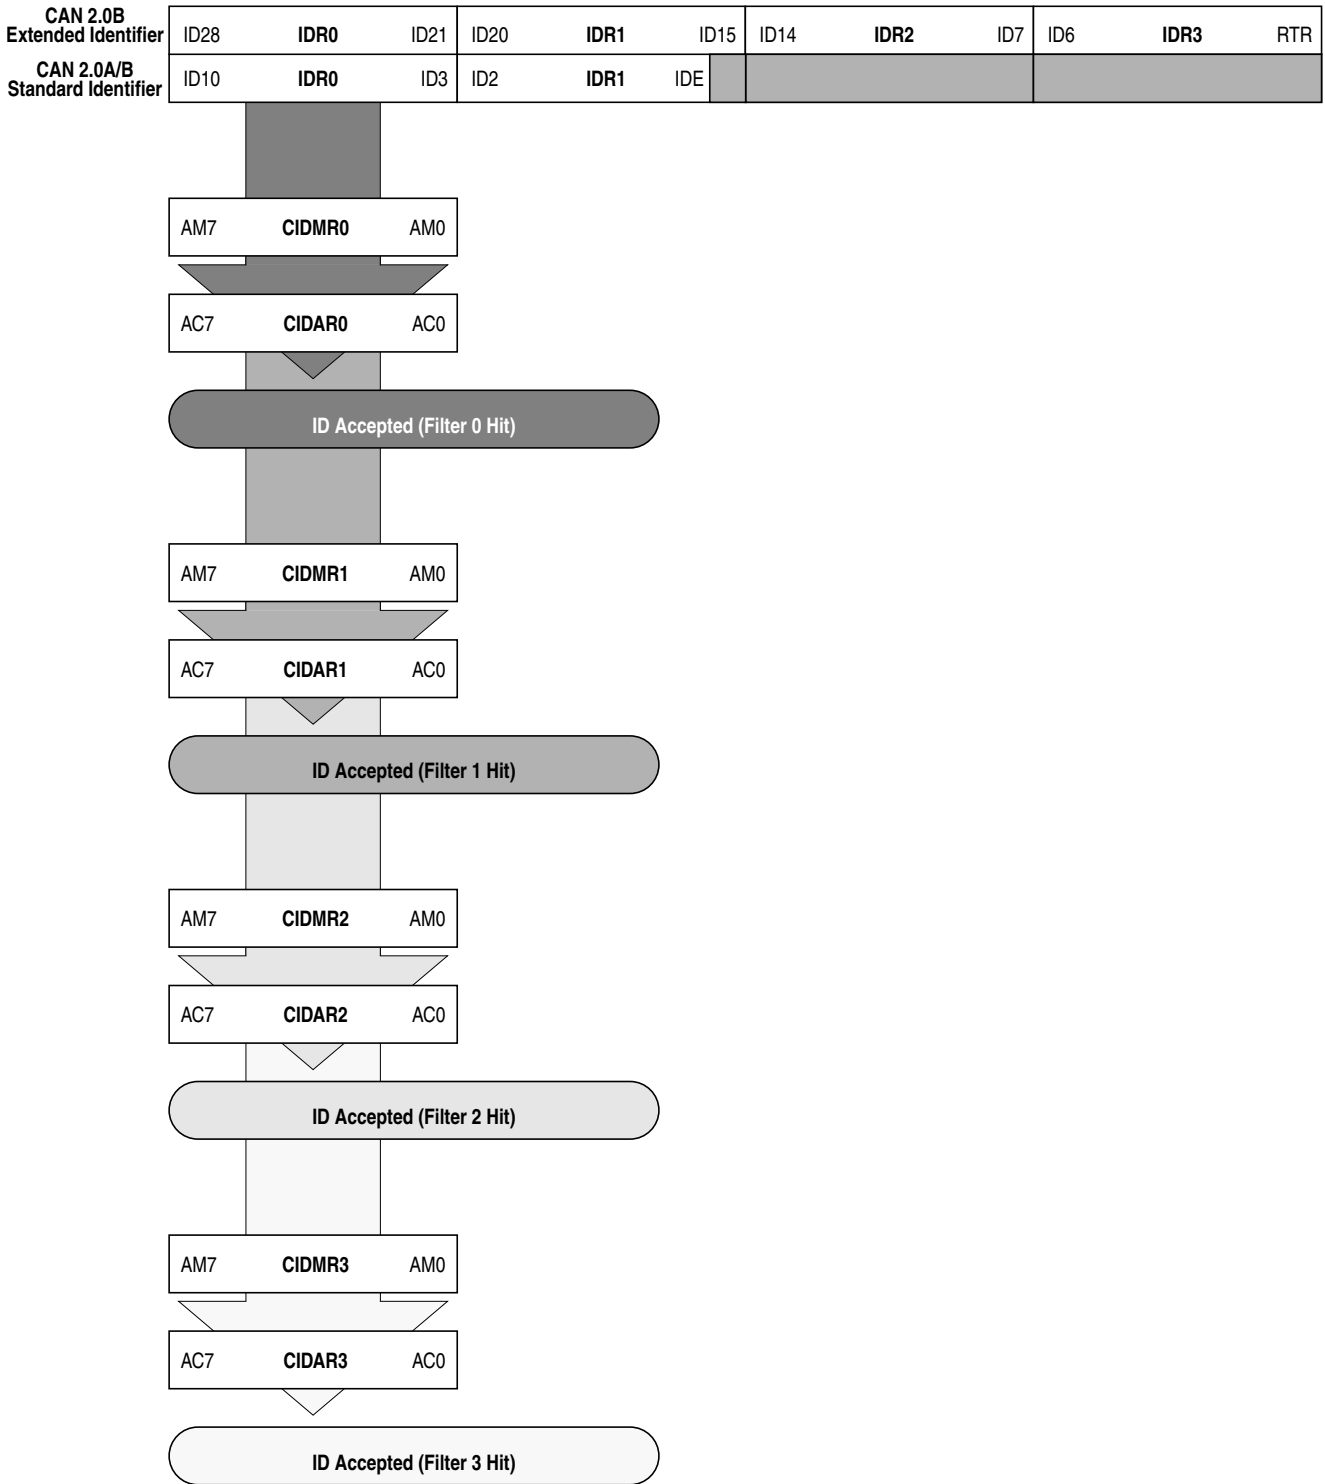 CAN 2.0B
Extended Identifier ID28 IDR0 ID21 ID20 IDR1 ID15 ID14 IDR2 ID7 ID6 IDR3 RTR
CAN 2.0A/B
Standard Identifier ID10 IDR0 ID3 ID2 IDR1 IDE
AM7 CIDMR0 AM0
AC7 CIDAR0 AC0
ID Accepted (Filter 0 Hit)
AM7 CIDMR1 AM0
AC7 CIDAR1 AC0
ID Accepted (Filter 1 Hit)
AM7 CIDMR2 AM0
AC7 CIDAR2 AC0
ID Accepted (Filter 2 Hit)
AM7 CIDMR3 AM0
AC7 CIDAR3 AC0
ID Accepted (Filter 3 Hit)